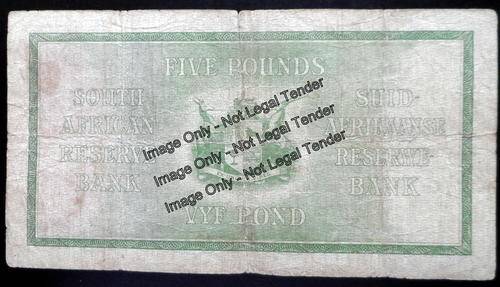 FIVE POUNDS
SOUTH
AFRICAN
RESERVE
BANK
SUID-
AFRIKAANSE
RESERVE-
BANK
VYF POND
Image Only - Not Legal Tender
Image Only - Not Legal Tender
Image Only - Not Legal Tender